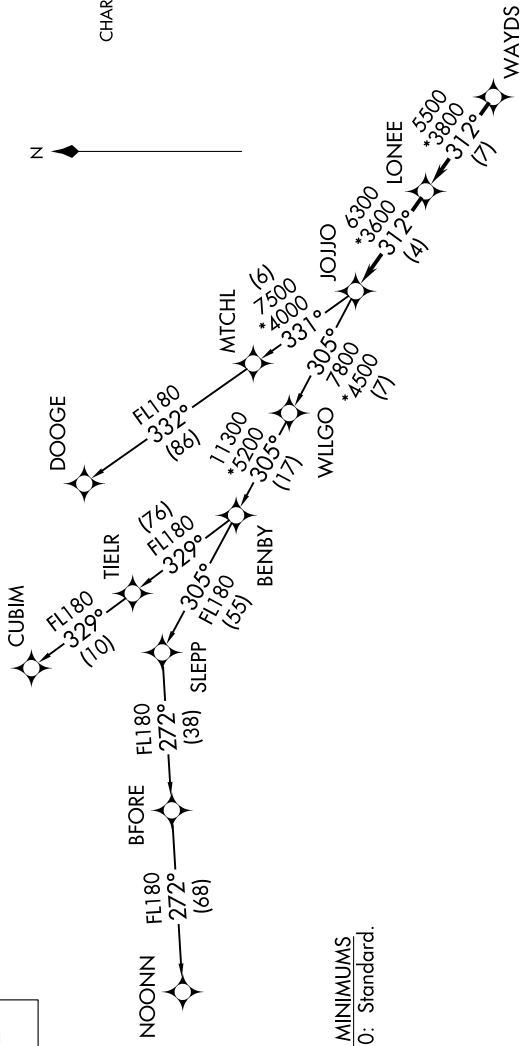 N
CHAR
WAYDS
5500
*3800
312°
(7)
LONEE
6300
*3600
312°
(4)
JOJJO
(6)
7500
*4000
331°
MTCHL
FL180
332°
(86)
DOOGE
305°
7800
*4500
(7)
WLLGO
11300
*5200
305°
(17)
BENBY
(76)
FL180
329°
TIELR
FL180
329°
(10)
CUBIM
305°
FL180
(55)
SLEPP
FL180
272°
(38)
BFORE
FL180
272°
(68)
NOONN
MINIMUMS
0: Standard.